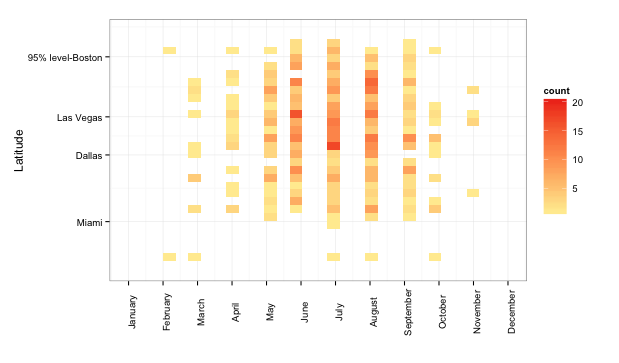 95% level-Boston
Las Vegas
Dallas
Miami
Latitude
January
February
March
April
May
June
July
August
September
October
November
December
count
20
15
10
5